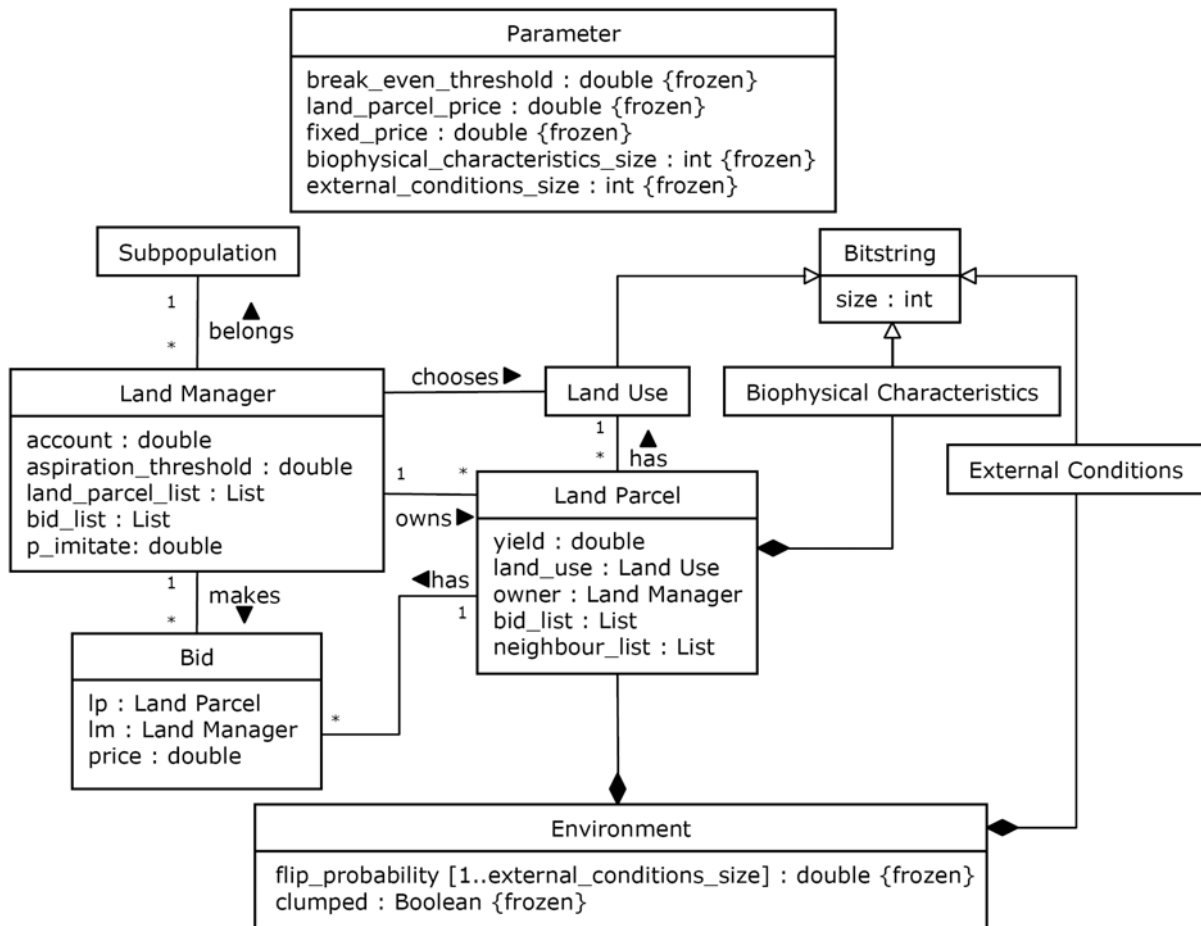 Parameter
break_even_threshold : double {frozen}
land_parcel_price : double {frozen}
fixed_price : double {frozen}
biophysical_characteristics_size : int {frozen}
external_conditions_size : int {frozen}
Subpopulation
1
*
belongs
Bitstring
size : int
Land Manager
account : double
aspiration_threshold : double
land_parcel_list : List
bid_list : List
p_imitate: double
chooses
Land Use
Biophysical Characteristics
External Conditions
1
*
has
1
*
owns
Land Parcel
yield : double
land_use : Land Use
owner : Land Manager
bid_list : List
neighbour_list : List
has
1
*
1
*
makes
Bid
lp : Land Parcel
lm : Land Manager
price : double
Environment
flip_probability [1..external_conditions_size] : double {frozen}
clumped : Boolean {frozen}